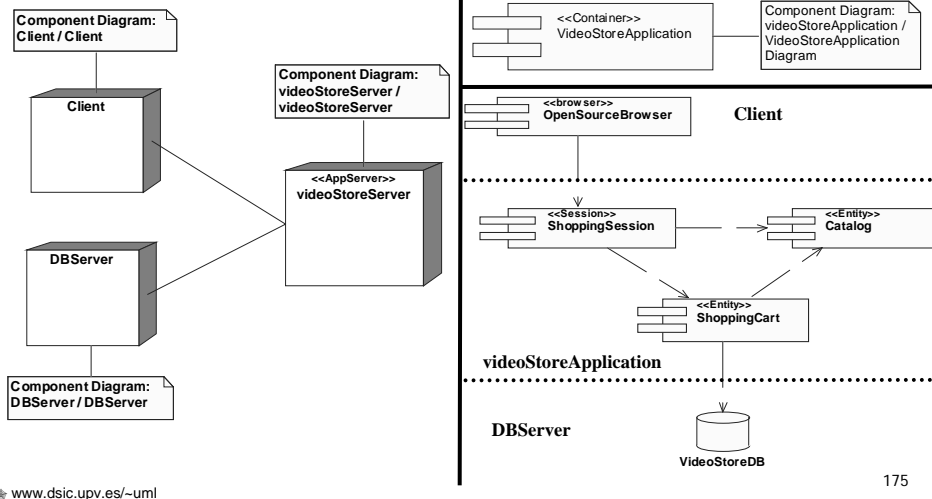 Component Diagram:
Client / Client
Client
Component Diagram:
videoStoreServer /
videoStoreServer
<<AppServer>>
videoStoreServer
DBServer
Component Diagram:
DBServer / DBServer
www.dsic.upv.es/~uml
<<Container>>
VideoStoreApplication
Component Diagram:
videoStoreApplication /
VideoStoreApplication
Diagram
<<browser>>
OpenSourceBrowser
Client
<<Session>>
ShoppingSession
<<Entity>>
Catalog
<<Entity>>
ShoppingCart
videoStoreApplication
DBServer
VideoStoreDB
175